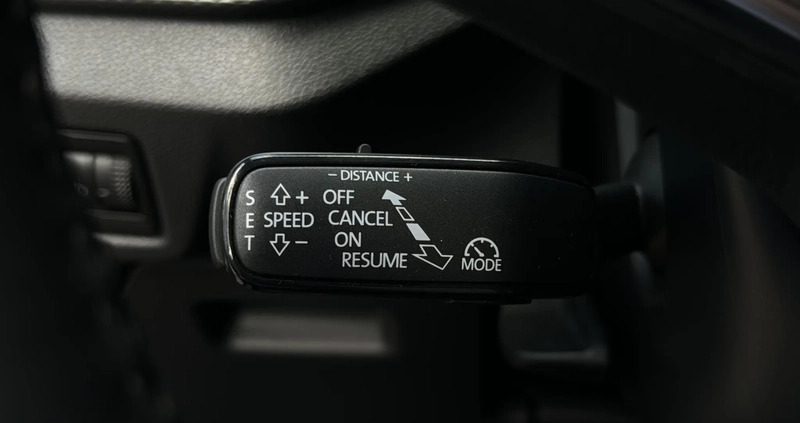 − DISTANCE +
S + OFF
E SPEED CANCEL
T − ON
RESUME MODE